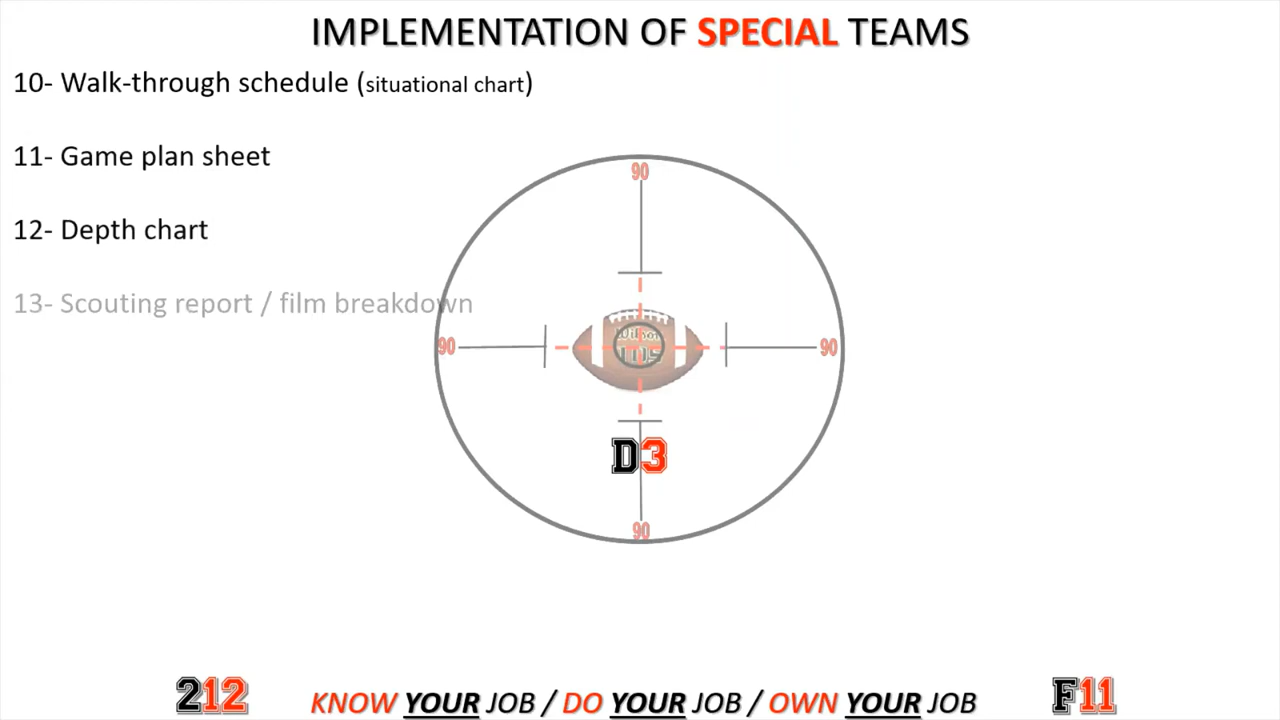 IMPLEMENTATION OF SPECIAL TEAMS
10- Walk-through schedule (situational chart)
11- Game plan sheet
12- Depth chart
13- Scouting report / film breakdown
90
90
90
Wilson
D3
90
212
KNOW YOUR JOB / DO YOUR JOB / OWN YOUR JOB
F11